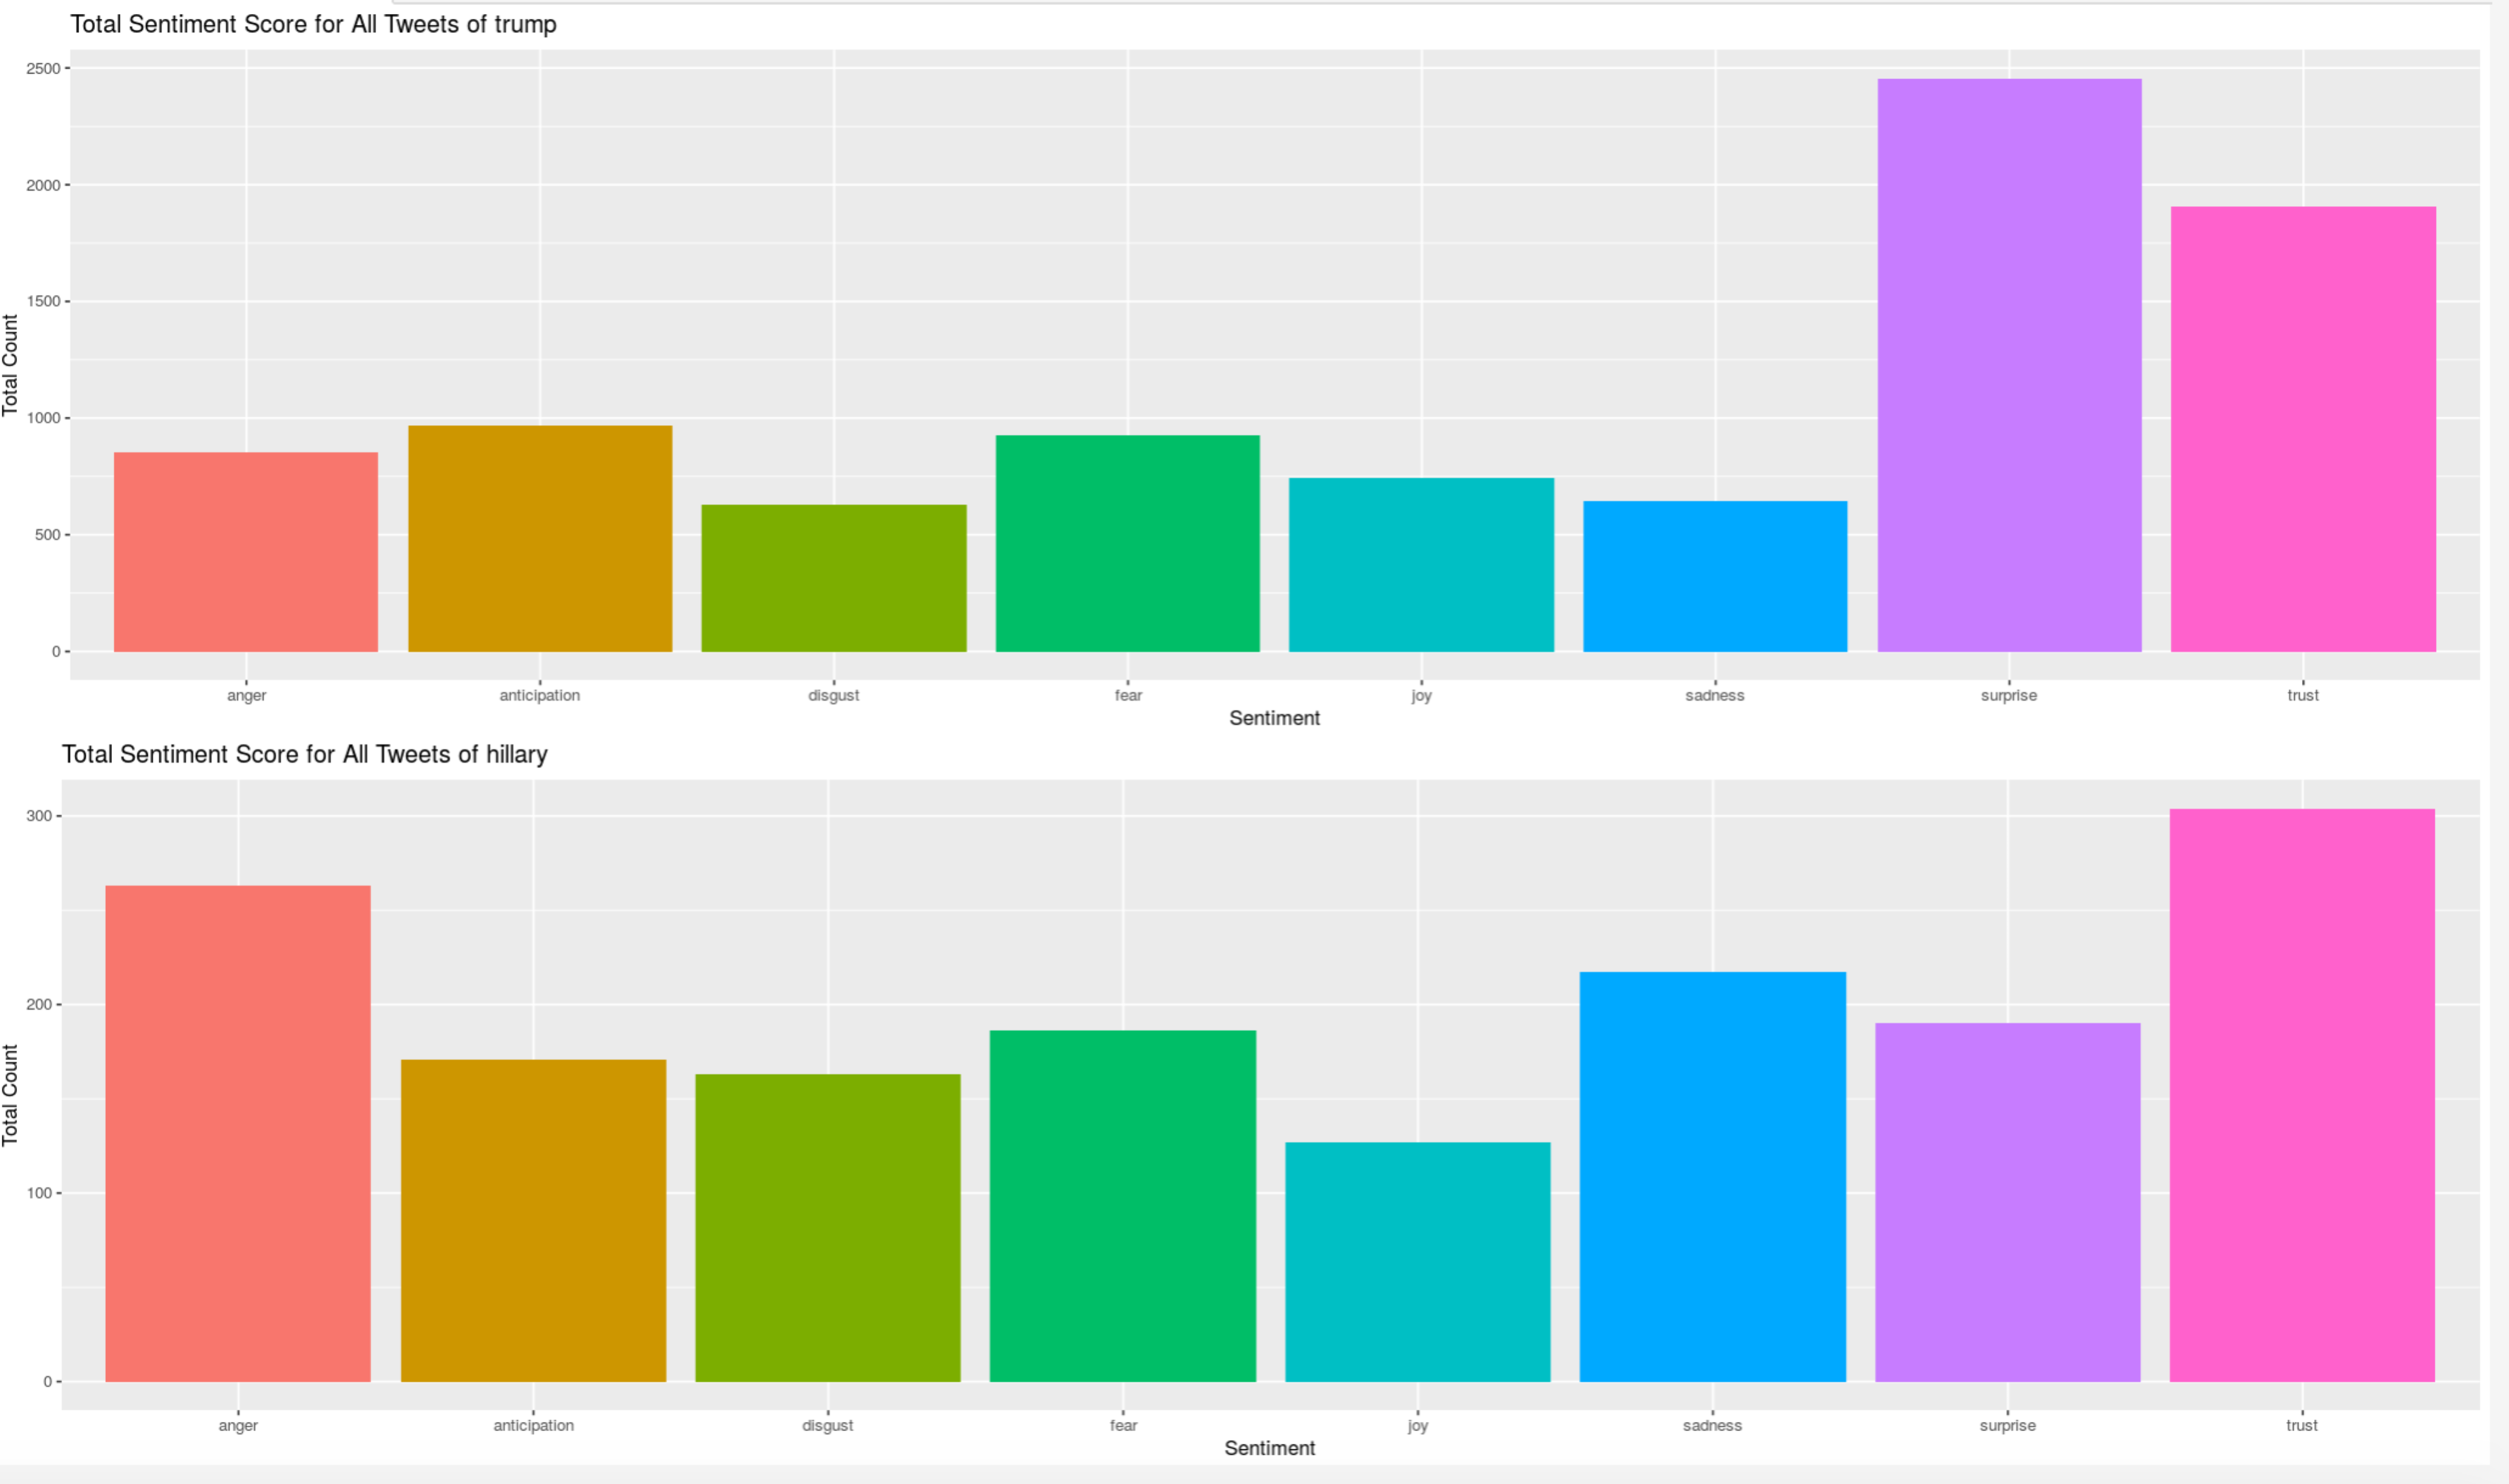 Total Sentiment Score for All Tweets of trump
2500
2000
1500
1000
500
0
Total Count
anger anticipation disgust fear joy sadness surprise trust
Sentiment
Total Sentiment Score for All Tweets of hillary
300
200
100
0
Total Count
anger anticipation disgust fear joy sadness surprise trust
Sentiment